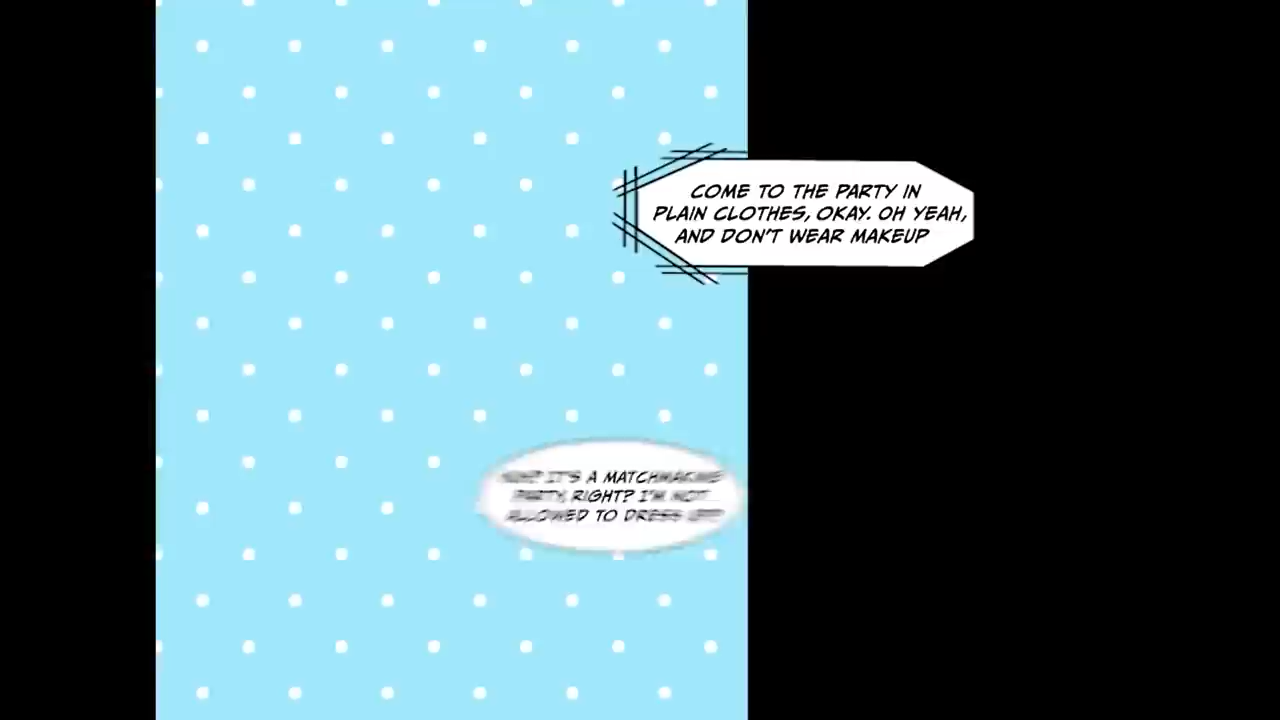 COME TO THE PARTY IN
PLAIN CLOTHES, OKAY. OH YEAH,
AND DON'T WEAR MAKEUP
IT'S A MATCHMAKING
PARTY, RIGHT? I'M NOT
ALLOWED TO DRESS UP?